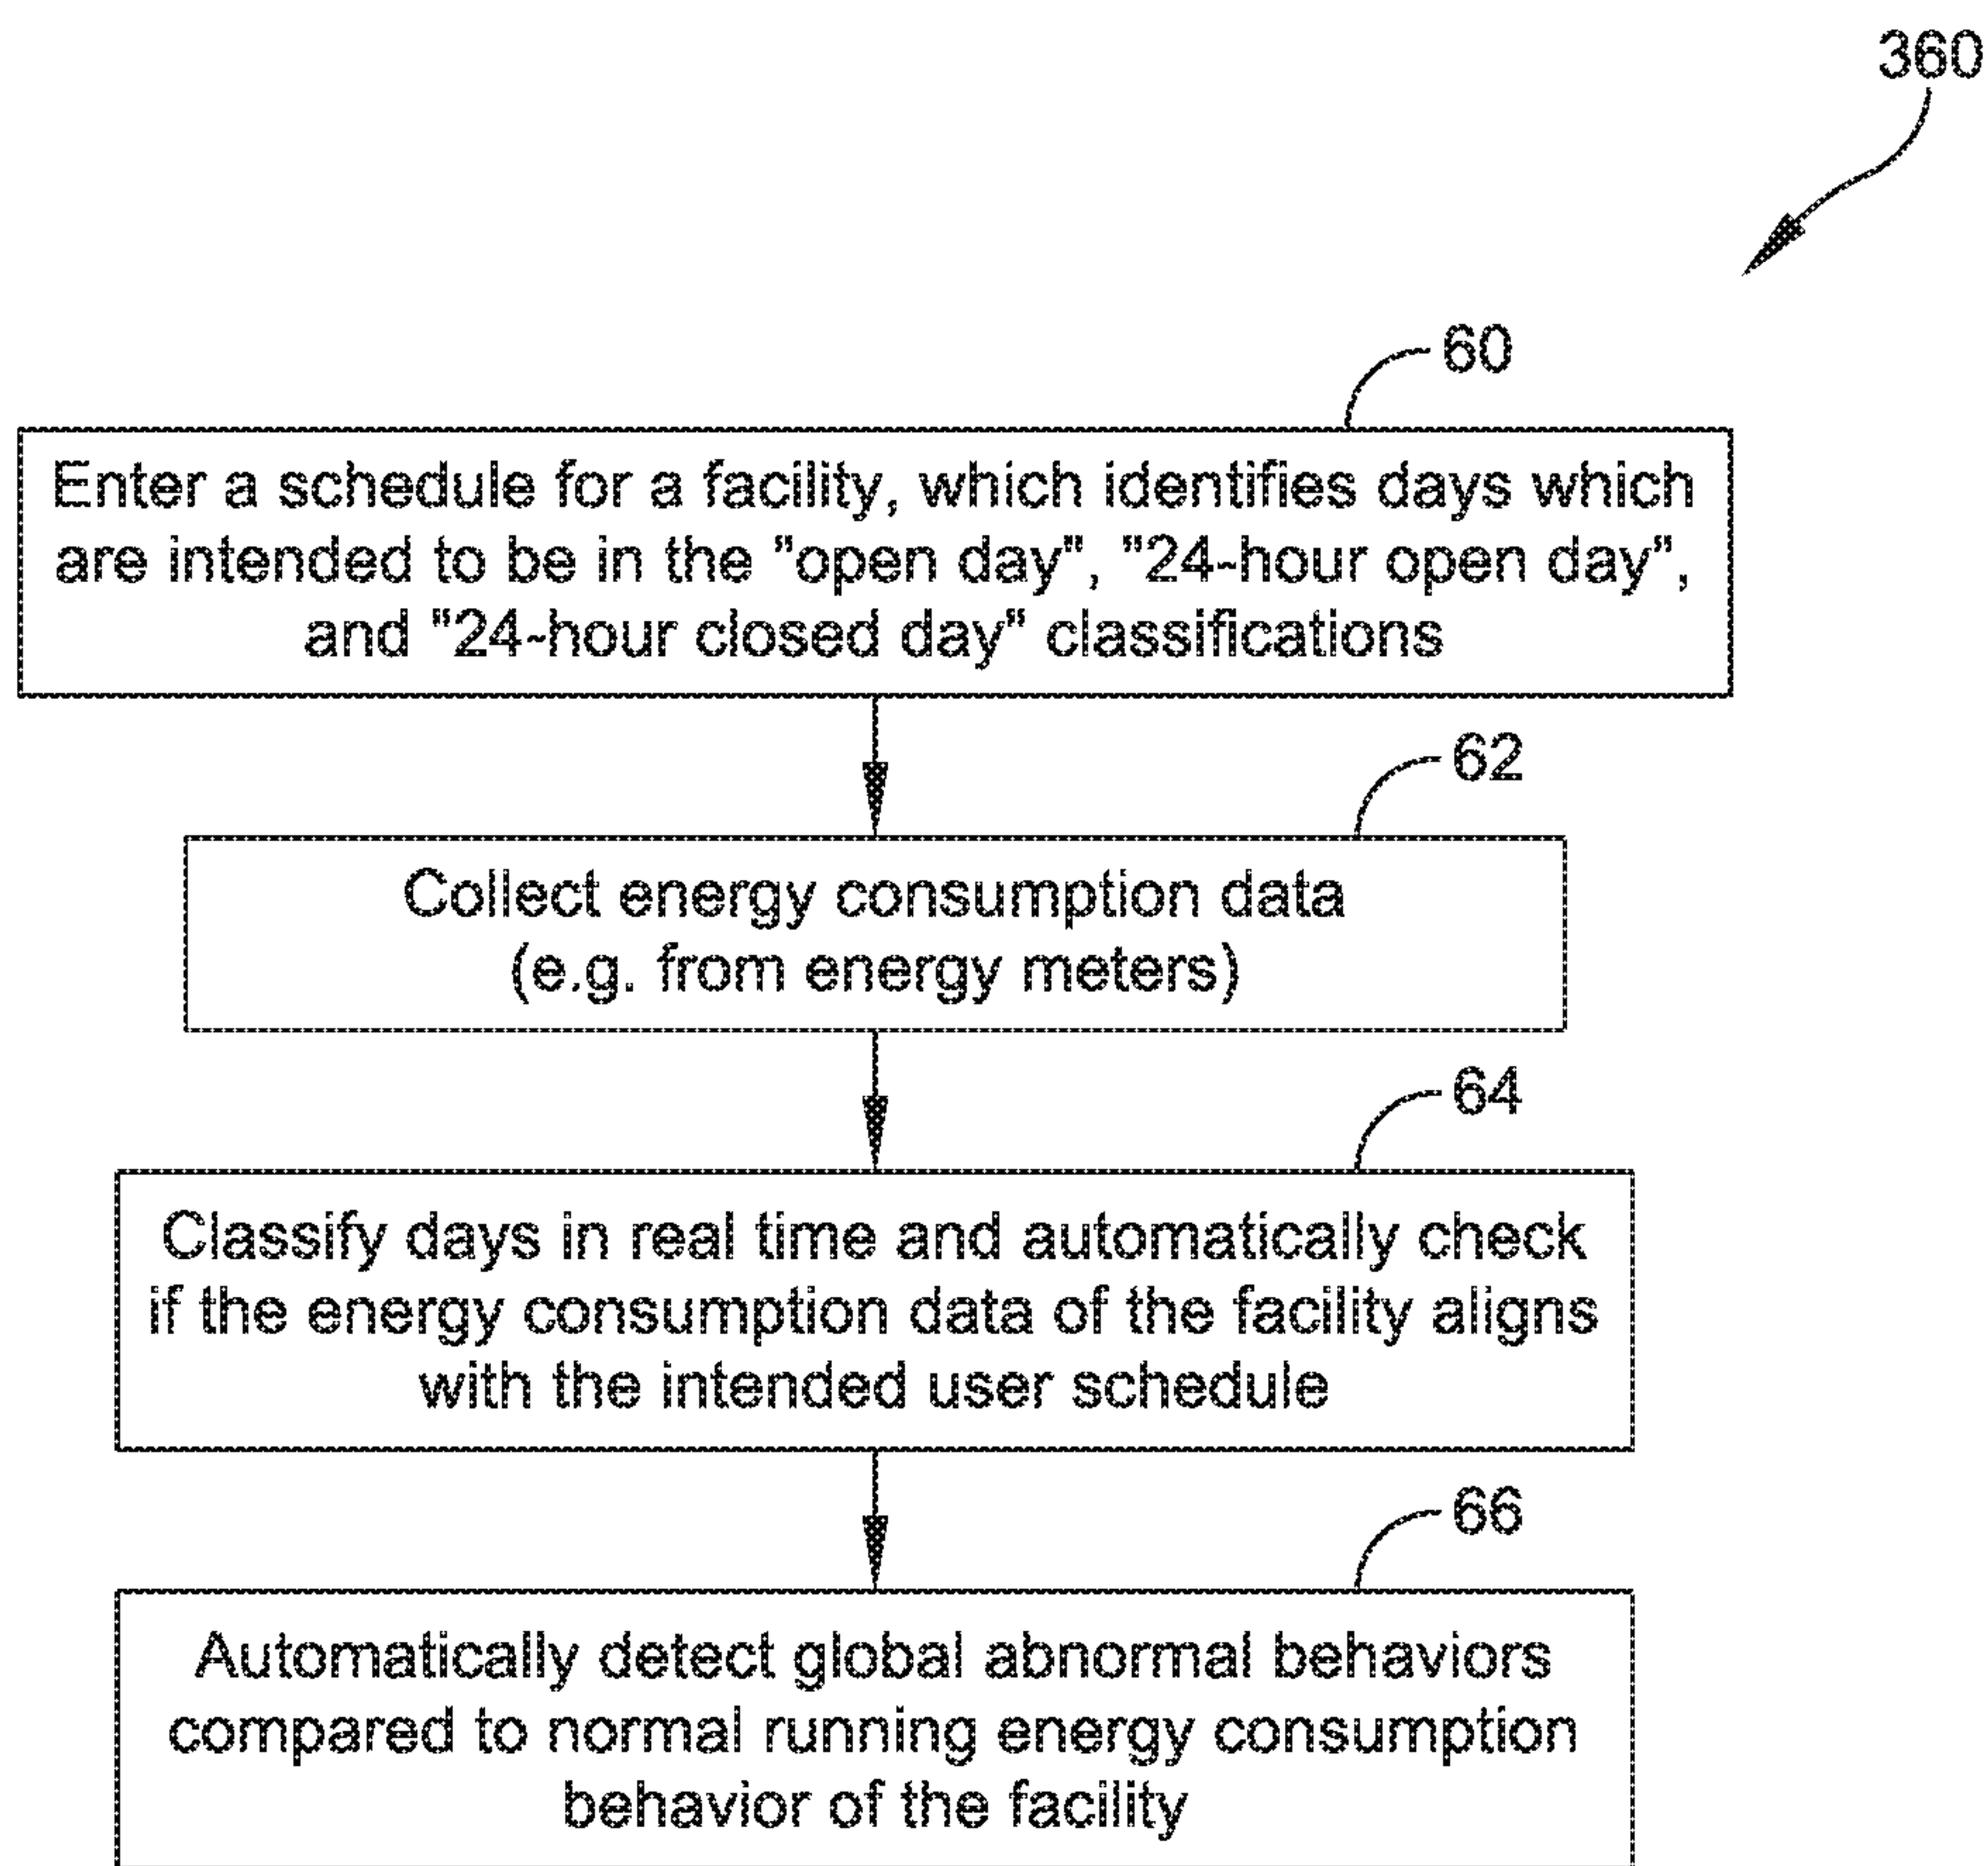 360
60
Enter a schedule for a facility, which identifies days which
are intended to be in the "open day", "24-hour open day",
and "24-hour closed day" classifications
62
Collect energy consumption data
(e.g. from energy meters)
64
Classify days in real time and automatically check
if the energy consumption data of the facility aligns
with the intended user schedule
66
Automatically detect global abnormal behaviors
compared to normal running energy consumption
behavior of the facility